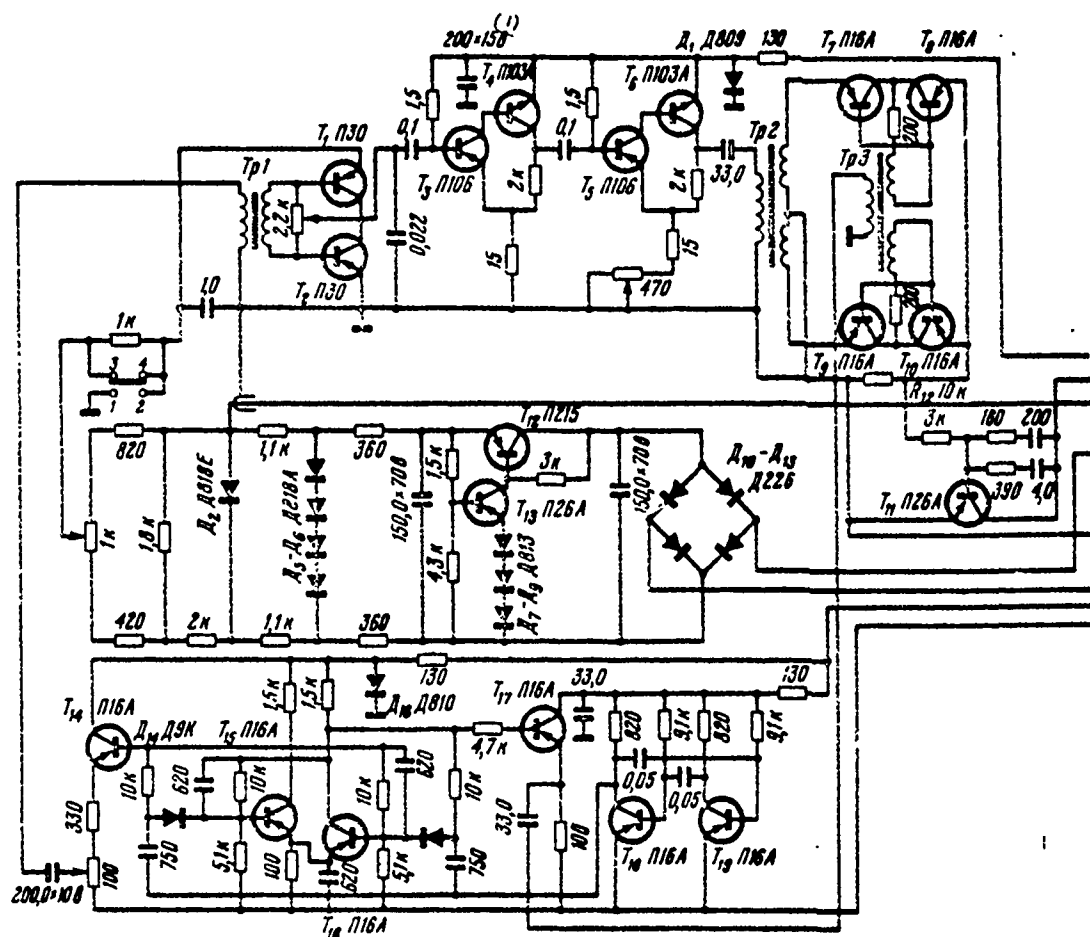 (1)
200=15В
Д₁ Д809
130
Т₇ П16А
Т₈ П16А
Т₄ П103А
Т₆ П103А
1,5
1,5
200
Т₁ П30
0,1
0,1
Тр2
Тр3
Тр1
Т₃ П106
2к
Т₅ П106
2к
33,0
2,2к
0,022
15
15
470
Т₂ П30
1,0
200
1к
3 4
1 2
Т₉ П16А
Т₁₀ П16А
R₁₂ 10к
Т₁₂ П215
3к
180
200
820
1,1к
360
1,5к
3к
Д₁₀-Д₁₃
Д226
390
4,0
Т₁₁ П26А
1к
1,8к
Д₂ Д818Е
Д₃-Д₆ Д218А
150,0=70В
Т₁₃ П26А
150,0=70В
4,3к
Д₇-Д₉ Д813
420
2к
1,1к
360
130
Т₁₄ П16А
1,5к
1,5к
Д₁₆ Д810
Т₁₇ П16А
33,0
130
Д₁₄ Д9К
Т₁₅ П16А
4,7к
820
9,1к
820
9,1к
10к
620
10к
10к
620
10к
0,05
0,05
330
33,0
100
750
5,1к
100
620
5,1к
750
100
Т₁₈ П16А
Т₁₉ П16А
200,0=10В
Т₁₆ П16А